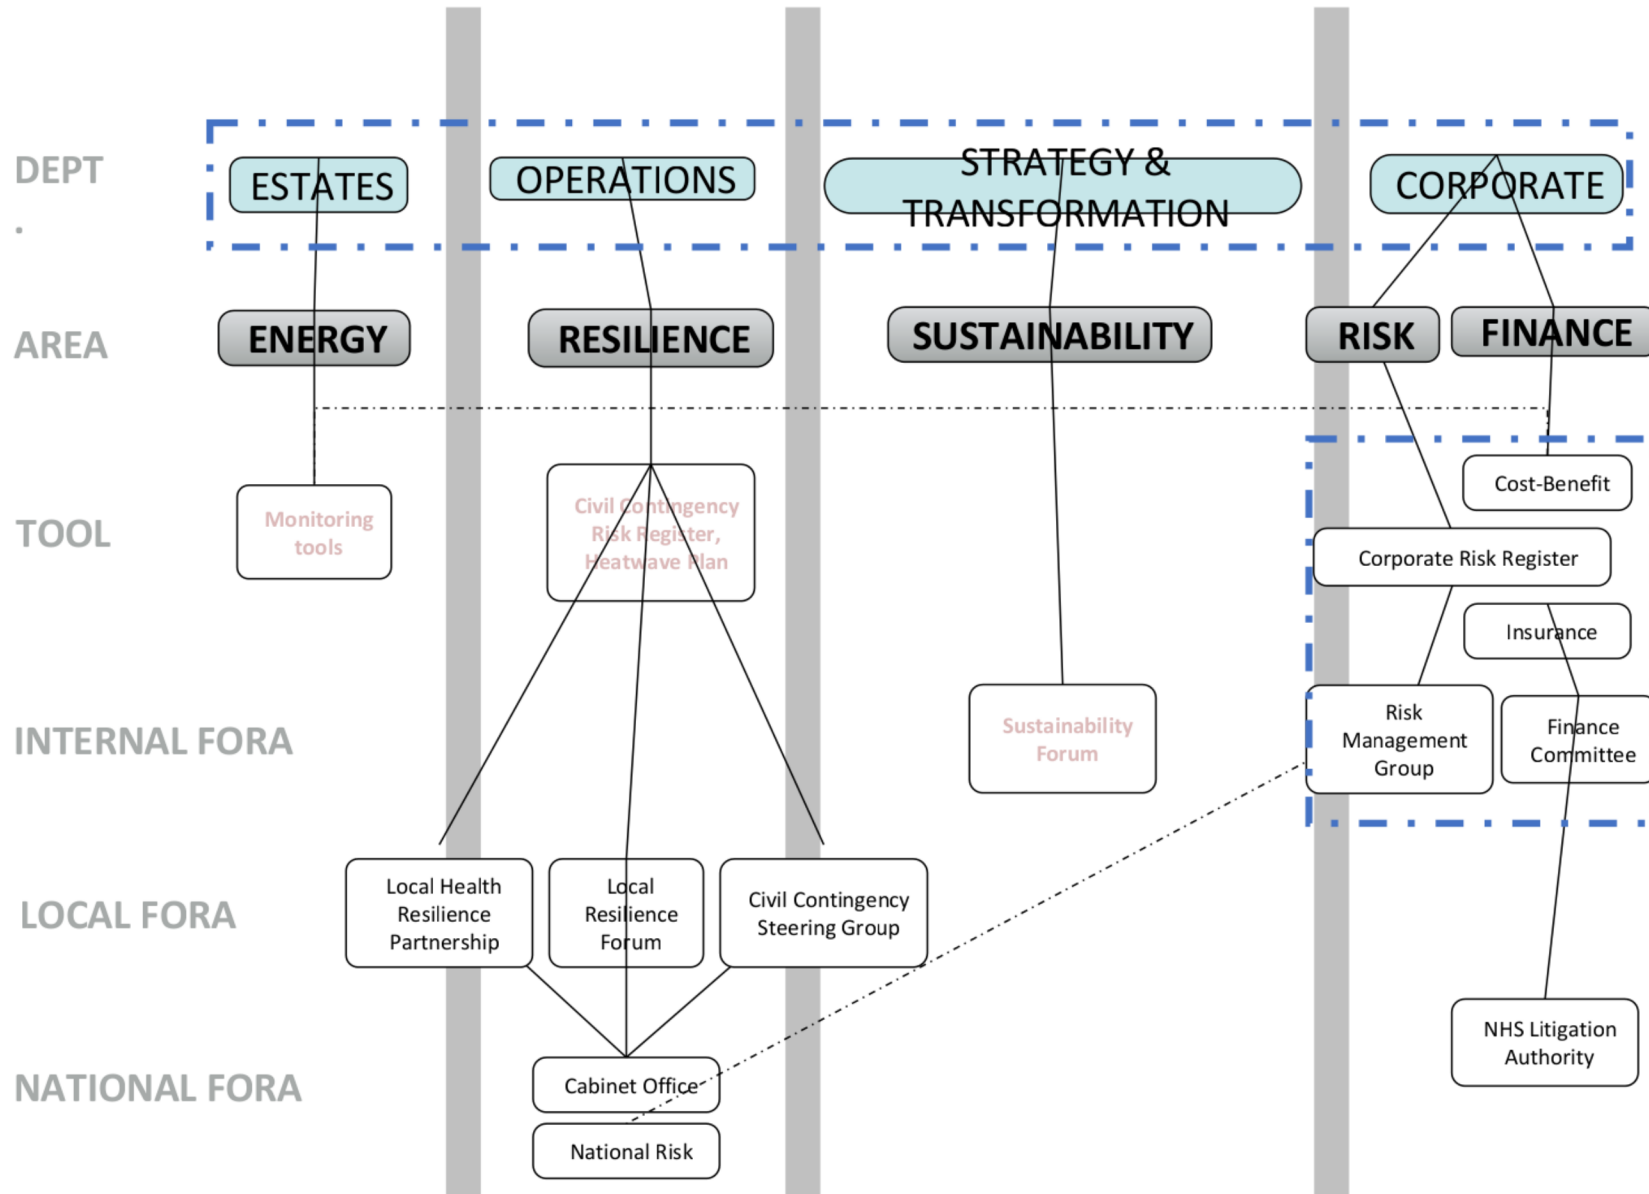 DEPT
.
ESTATES
OPERATIONS
STRATEGY &
TRANSFORMATION
CORPORATE
AREA
ENERGY
RESILIENCE
SUSTAINABILITY
RISK
FINANCE
TOOL
Monitoring
tools
Civil Contingency
Risk Register,
Heatwave Plan
Cost-Benefit
Corporate Risk Register
Insurance
INTERNAL FORA
Sustainability
Forum
Risk
Management
Group
Finance
Committee
LOCAL FORA
Local Health
Resilience
Partnership
Local
Resilience
Forum
Civil Contingency
Steering Group
NATIONAL FORA
Cabinet Office
National Risk
NHS Litigation
Authority